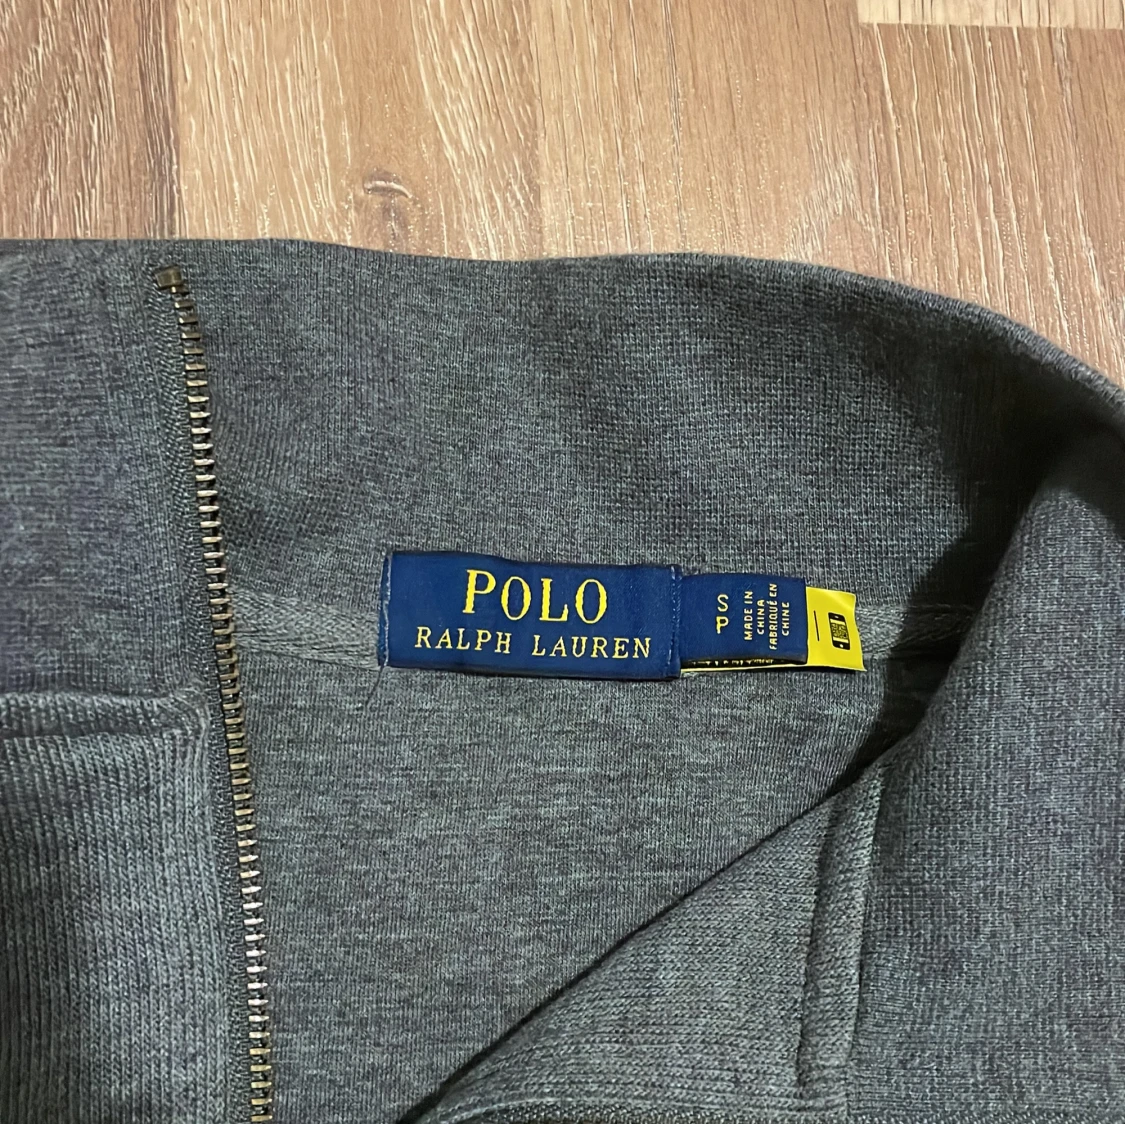 POLO
RALPH LAUREN
S
P
MADE IN
CHINA
FABRIQUÉ EN
CHINE